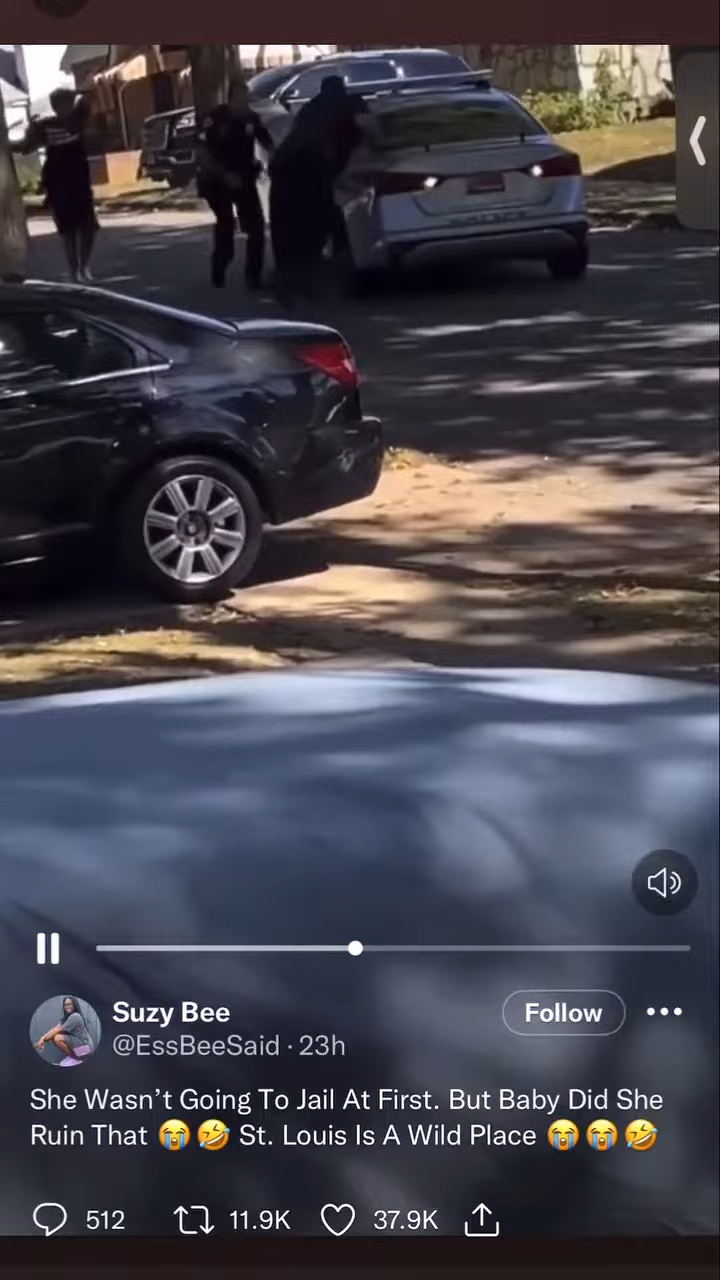 Suzy Bee
Follow
@EssBeeSaid · 23h
She Wasn't Going To Jail At First. But Baby Did She
Ruin That 😭🤣 St. Louis Is A Wild Place 😭😭🤣
512
11.9K
37.9K